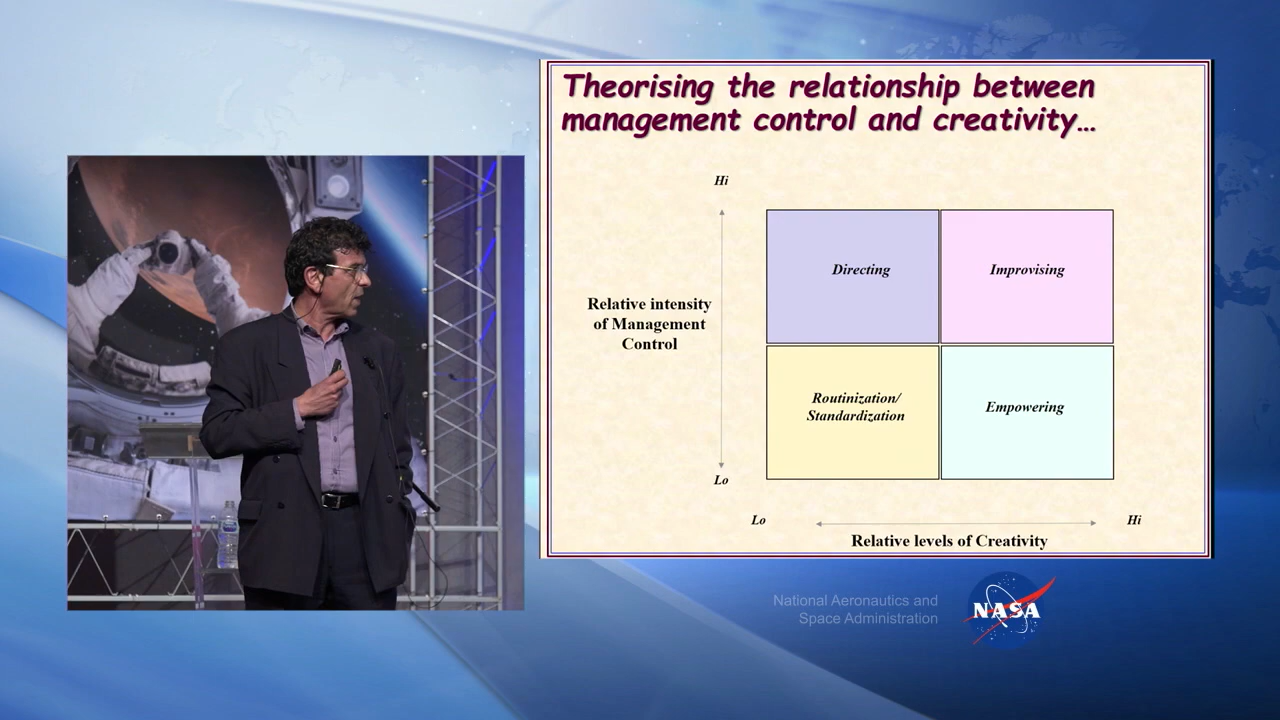 Theorising the relationship between
management control and creativity…
Hi
Directing
Improvising
Relative intensity
of Management
Control
Routinization/
Standardization
Empowering
Lo
Lo
Hi
Relative levels of Creativity
National Aeronautics and
Space Administration
NASA